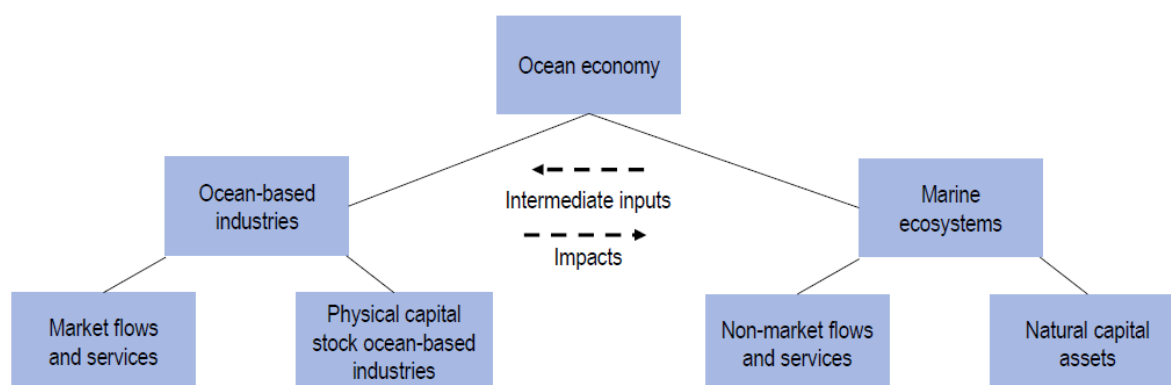 Ocean economy
Ocean-based
industries
Intermediate inputs
Impacts
Marine
ecosystems
Market flows
and services
Physical capital
stock ocean-based
industries
Non-market flows
and services
Natural capital
assets